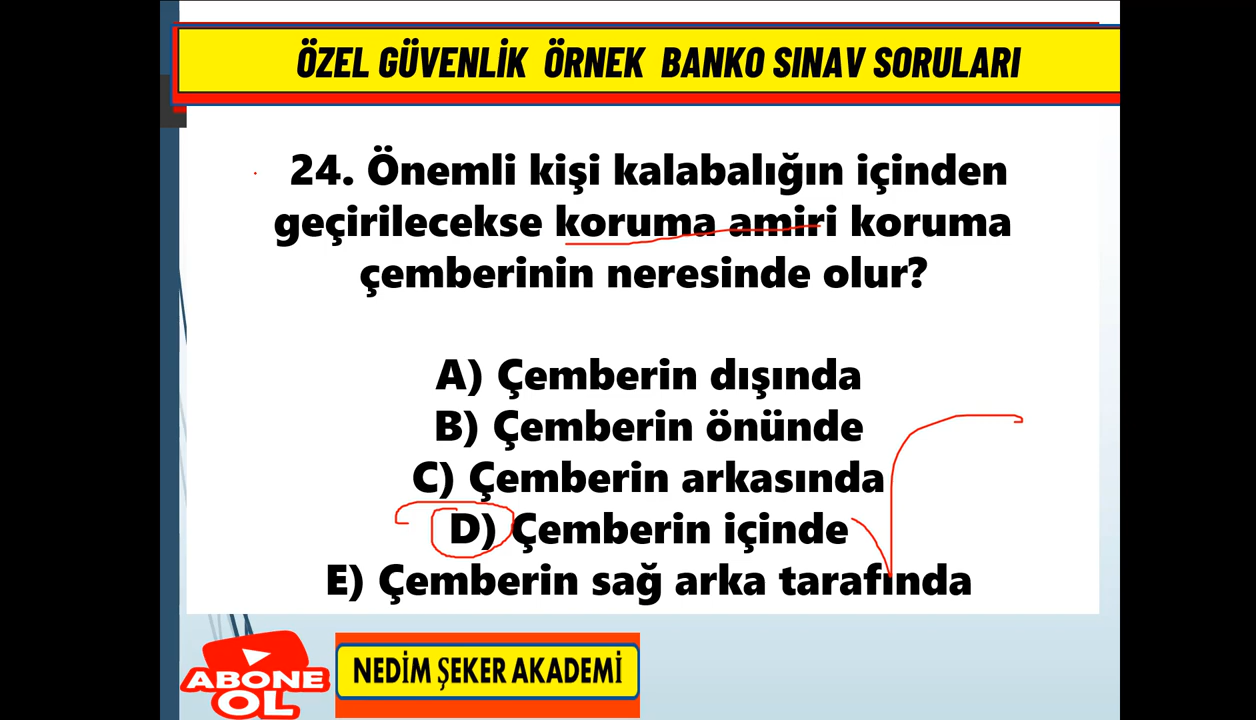 ÖZEL GÜVENLİK ÖRNEK BANKO SINAV SORULARI
24. Önemli kişi kalabalığın içinden
geçirilecekse koruma amiri koruma
çemberinin neresinde olur?
A) Çemberin dışında
B) Çemberin önünde
C) Çemberin arkasında
D) Çemberin içinde
E) Çemberin sağ arka tarafında
ABONE
OL
NEDİM ŞEKER AKADEMİ